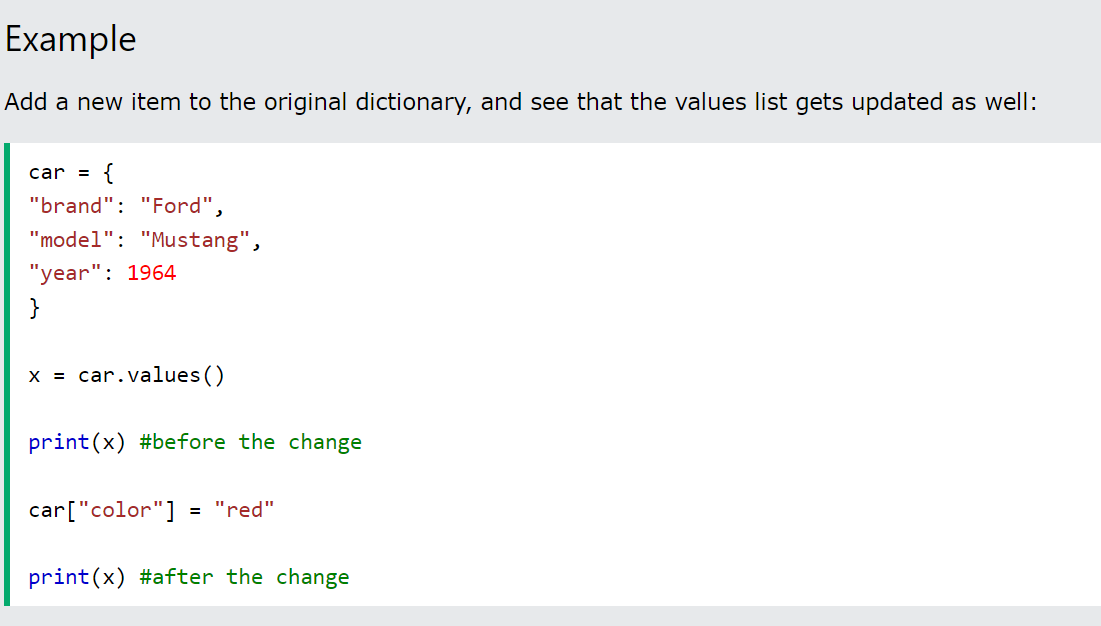 Example
Add a new item to the original dictionary, and see that the values list gets updated as well:
car = {
"brand": "Ford",
"model": "Mustang",
"year": 1964
}
x = car.values()
print(x) #before the change
car["color"] = "red"
print(x) #after the change